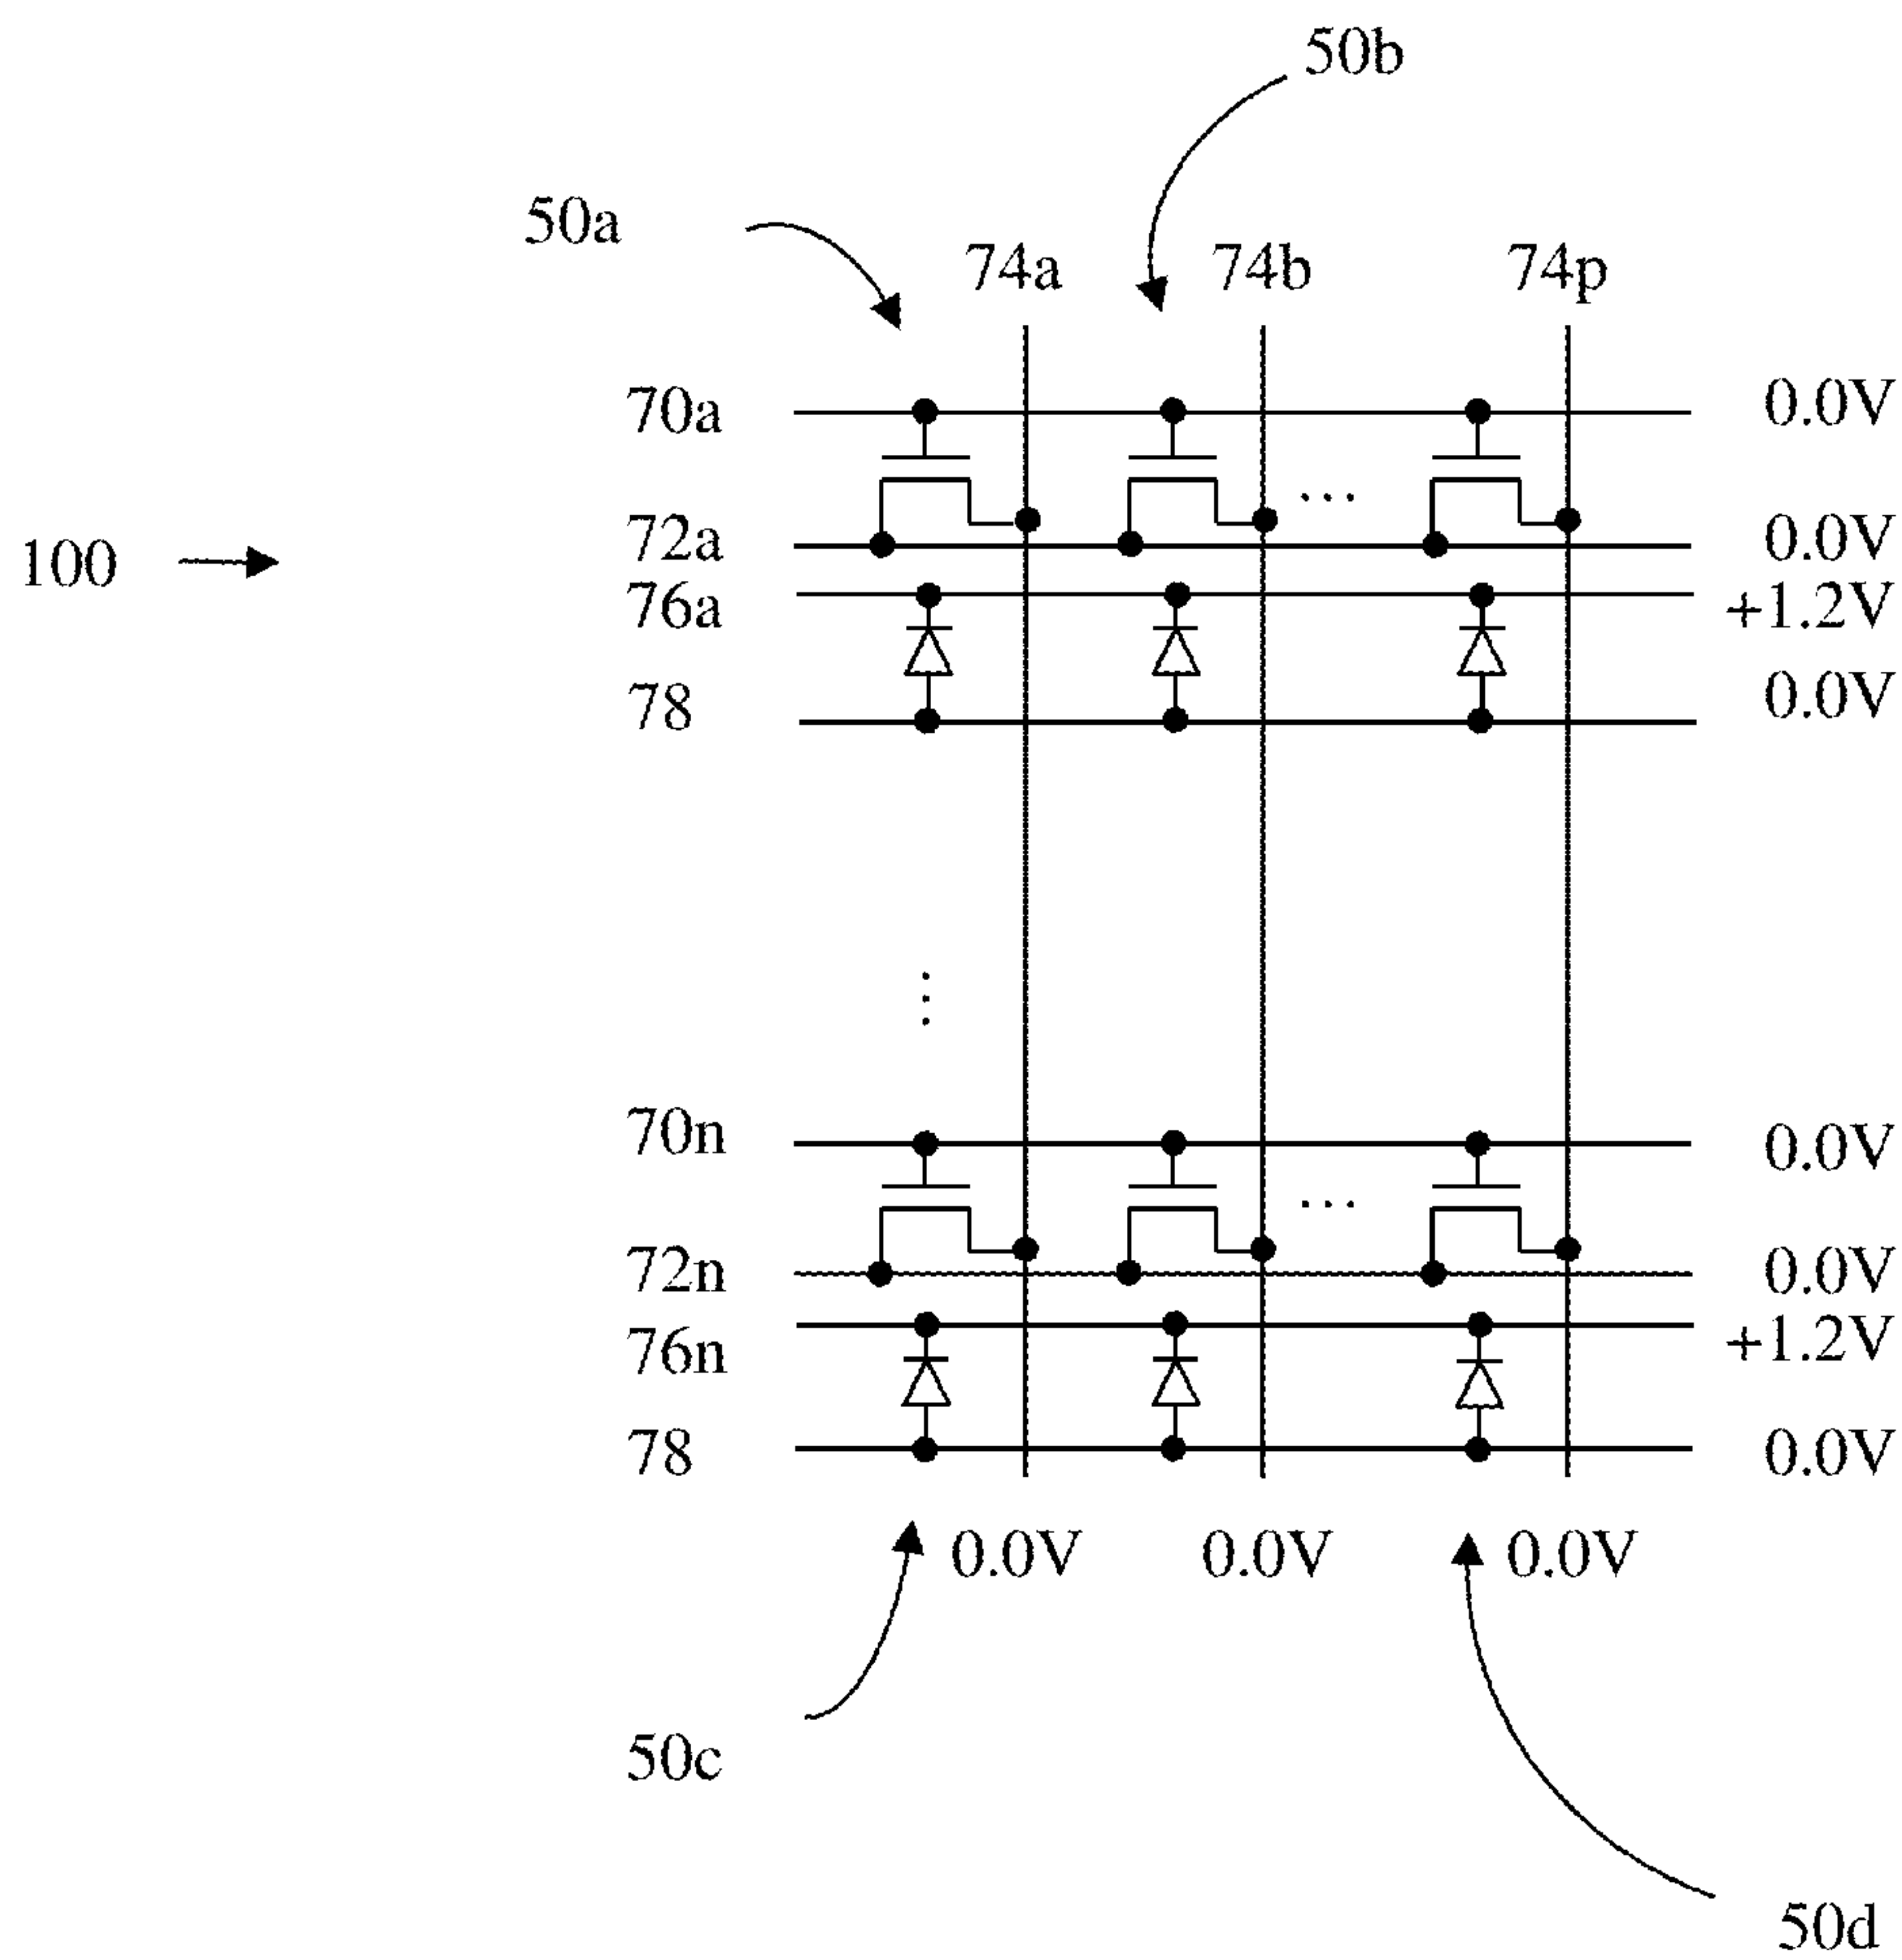 50b
50a
74a 74b 74p
70a 0.0V
...
72a 0.0V
100
76a +1.2V
78 0.0V
...
70n 0.0V
...
72n 0.0V
76n +1.2V
78 0.0V
0.0V 0.0V 0.0V
50c
50d